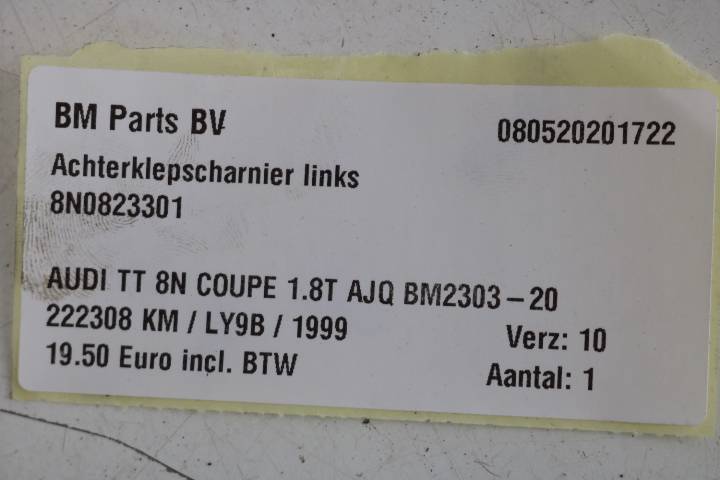 BM Parts BV 080520201722
Achterklepscharnier links
8N0823301
AUDI TT 8N COUPE 1.8T AJQ BM2303-20
222308 KM / LY9B / 1999 Verz: 10
19.50 Euro incl. BTW Aantal: 1